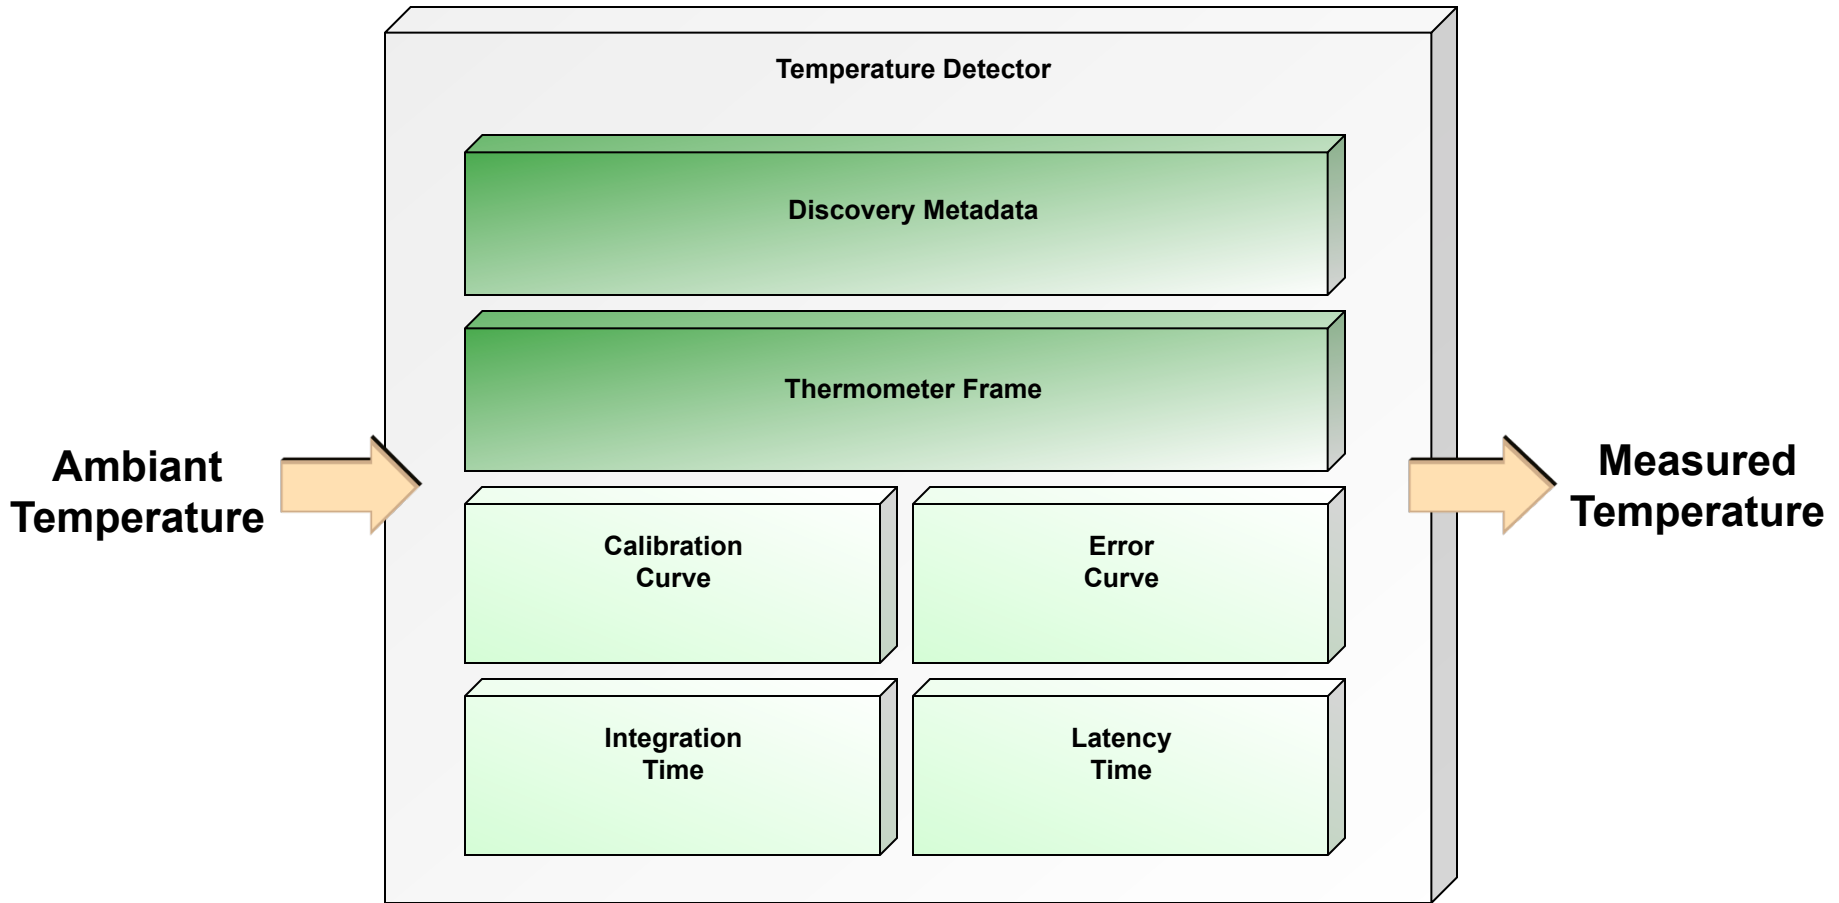 Temperature Detector
Discovery Metadata
Thermometer Frame
Ambiant
Temperature
Measured
Temperature
Calibration
Curve
Error
Curve
Integration
Time
Latency
Time